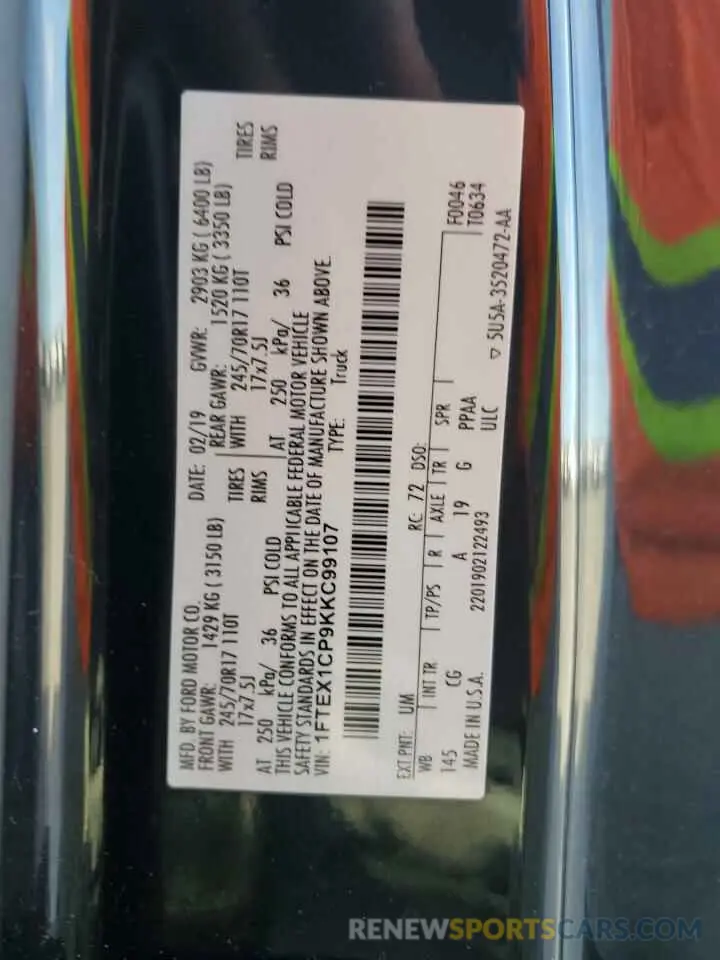 MFD. BY FORD MOTOR CO. DATE: 02/19 GVWR: 2903 KG ( 6400 LB)
FRONT GAWR: 1429 KG ( 3150 LB) REAR GAWR: 1520 KG ( 3350 LB)
WITH 245/70R17 110T TIRES WITH 245/70R17 110T TIRES
17x7.5J RIMS 17x7.5J RIMS
AT 250 kPa/ 36 PSI COLD AT 250 kPa/ 36 PSI COLD
THIS VEHICLE CONFORMS TO ALL APPLICABLE FEDERAL MOTOR VEHICLE
SAFETY STANDARDS IN EFFECT ON THE DATE OF MANUFACTURE SHOWN ABOVE.
VIN: 1FTEX1CP9KKC99107 TYPE: Truck
EXT PNT: UM RC: 72 DSO: F0046
WB INT TR TP/PS R AXLE TR SPR T0634
145 CG A 19 G PPAA
MADE IN U.S.A. 2201902122493 ULC
▽ 5U5A-3520472-AA
RENEWSPORTSCARS.COM